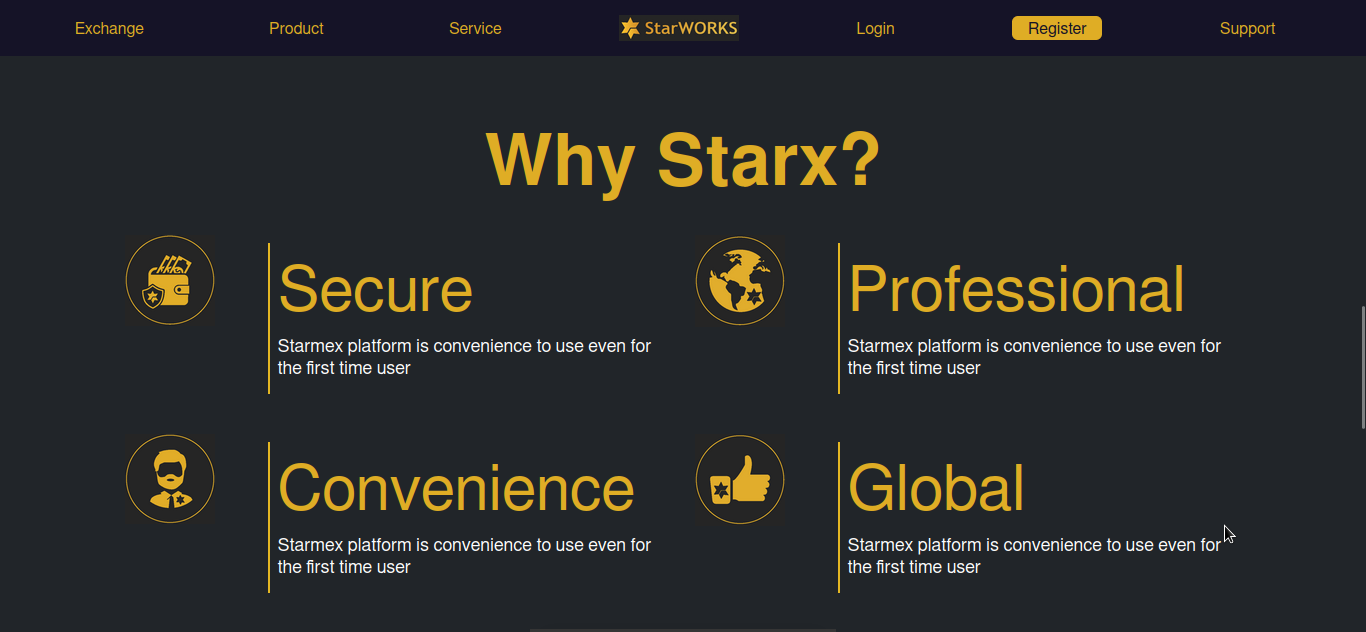 Exchange
Product
Service
StarWORKS
Login
Register
Support
Why Starx?
Secure
Starmex platform is convenience to use even for
the first time user
Professional
Starmex platform is convenience to use even for
the first time user
Convenience
Starmex platform is convenience to use even for
the first time user
Global
Starmex platform is convenience to use even for
the first time user